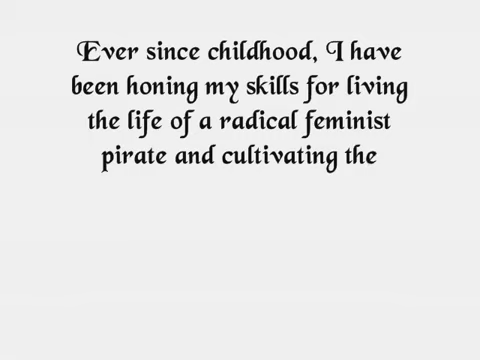 Ever since childhood, I have
been honing my skills for living
the life of a radical feminist
pirate and cultivating the